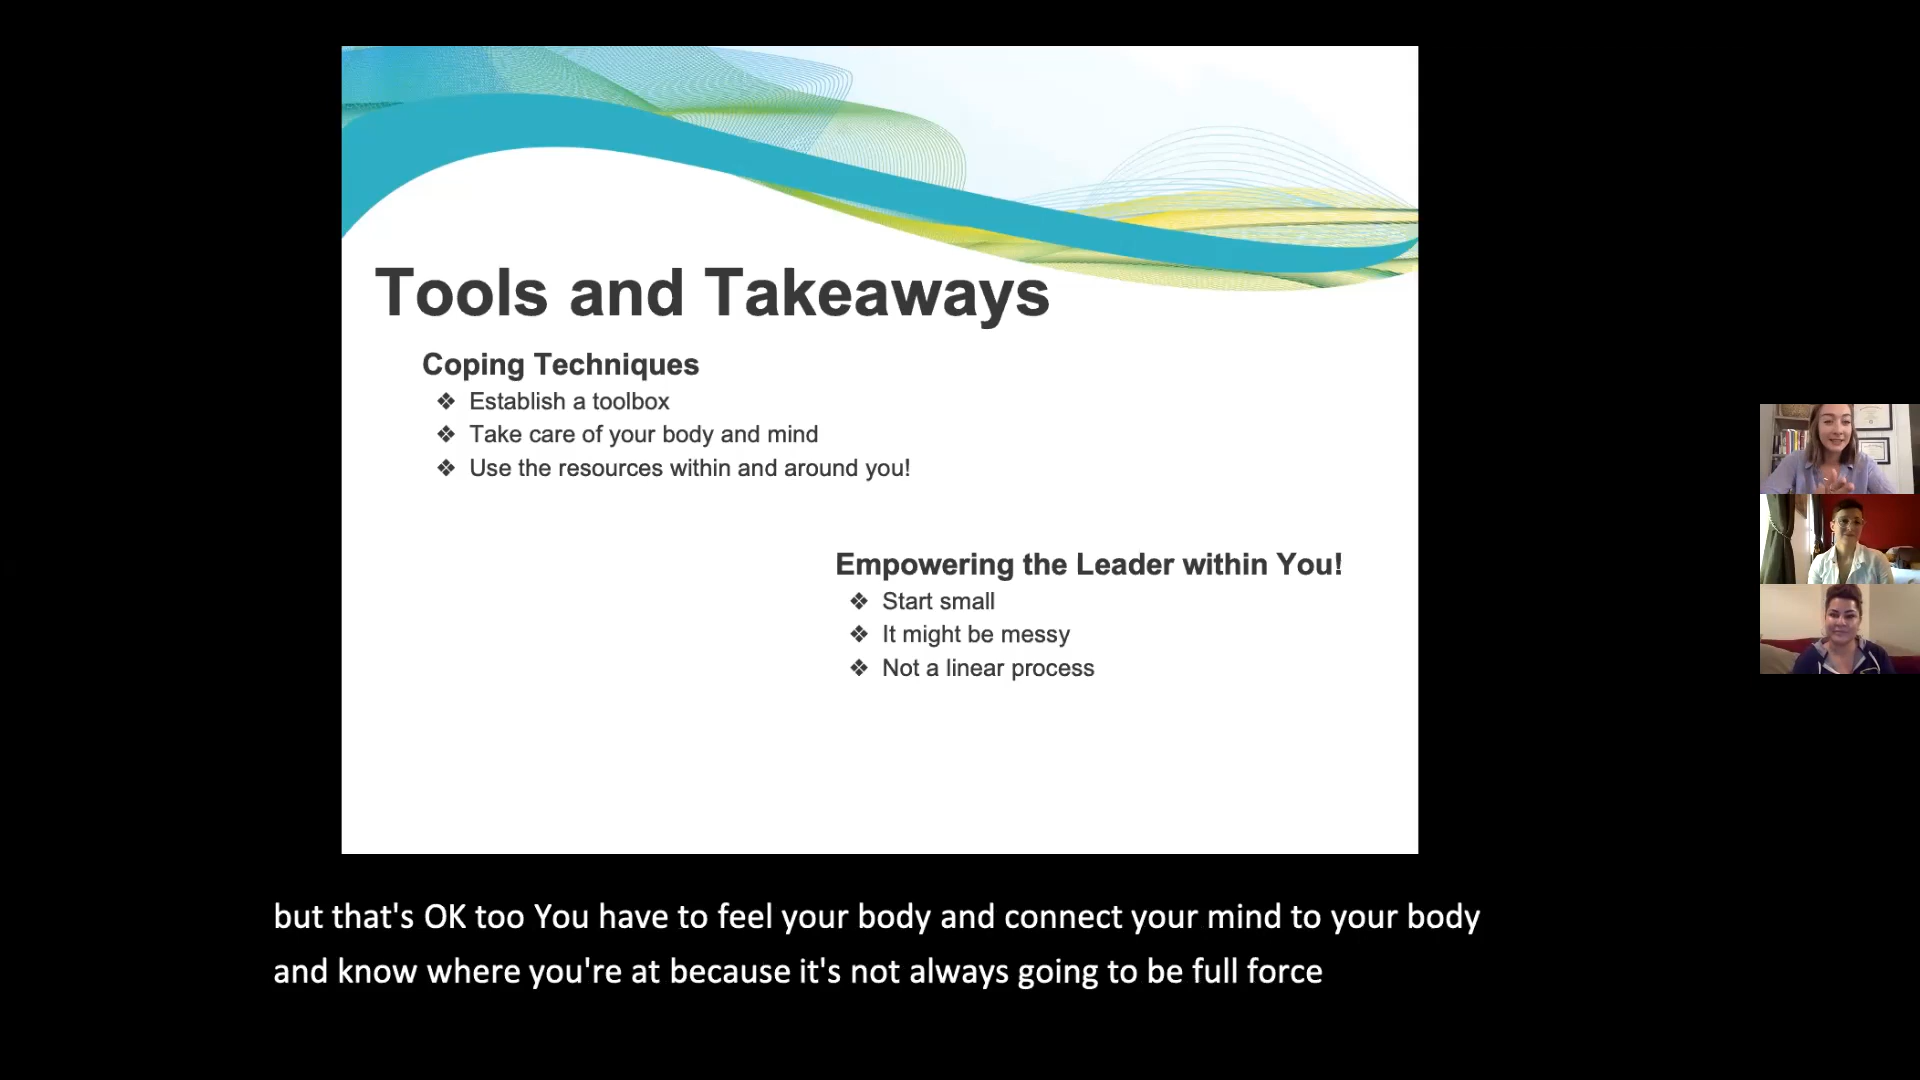 Tools and Takeaways
Coping Techniques
❖ Establish a toolbox
❖ Take care of your body and mind
❖ Use the resources within and around you!
Empowering the Leader within You!
❖ Start small
❖ It might be messy
❖ Not a linear process
but that's OK too You have to feel your body and connect your mind to your body
and know where you're at because it's not always going to be full force